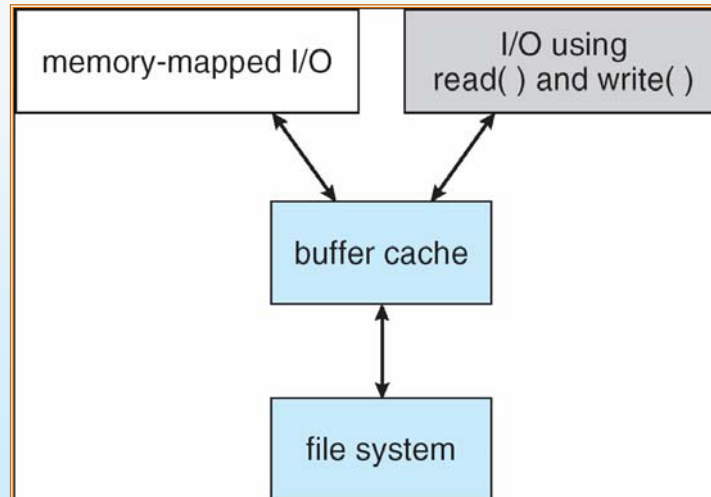 memory-mapped I/O
I/O using
read( ) and write( )
buffer cache
file system